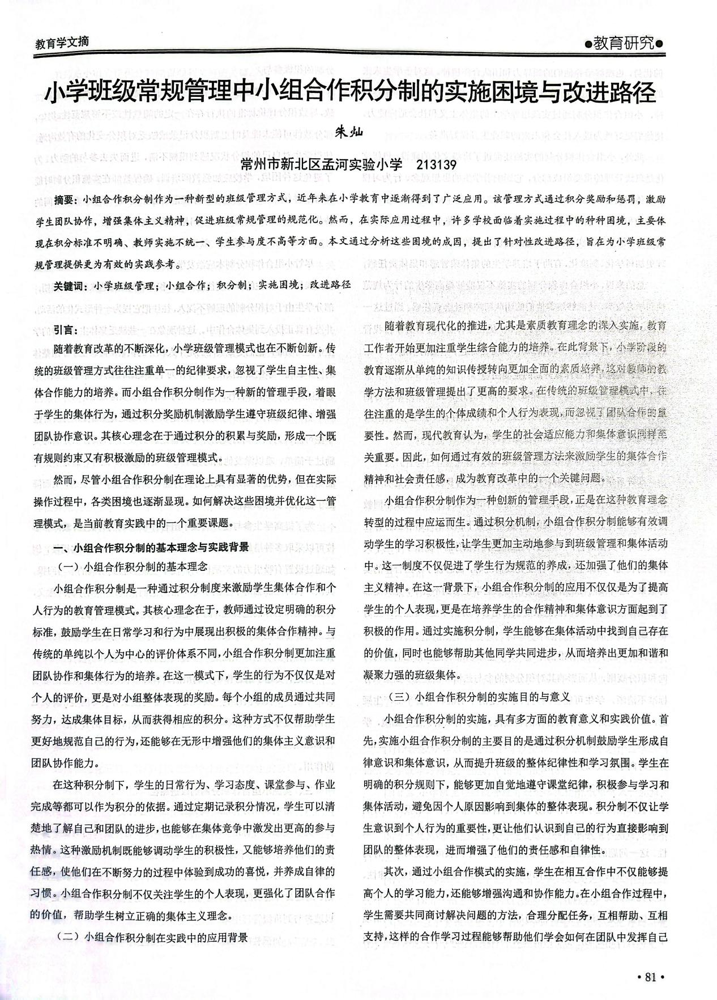 教育学文摘
●教育研究●
小学班级常规管理中小组合作积分制的实施困境与改进路径
朱灿
常州市新北区孟河实验小学 213139
摘要：小组合作积分制作为一种新型的班级管理方式，近年来在小学教育中逐渐得到了广泛应用。该管理方式通过积分奖励和惩罚，激励
学生团队协作，增强集体主义精神，促进班级常规管理的规范化。然而，在实际应用过程中，许多学校面临着实施过程中的种种困境，主要体
现在积分标准不明确、教师实施不统一、学生参与度不高等方面。本文通过分析这些困境的成因，提出了针对性改进路径，旨在为小学班级常
规管理提供更为有效的实践参考。
关键词：小学班级管理；小组合作；积分制；实施困境；改进路径
引言：
随着教育改革的不断深化，小学班级管理模式也在不断创新。传
统的班级管理方式往往注重单一的纪律要求，忽视了学生自主性、集
体合作能力的培养。而小组合作积分制作为一种新的管理手段，着眼
于学生的集体行为，通过积分奖励机制激励学生遵守班级纪律、增强
团队协作意识。其核心理念在于通过积分的积累与奖励，形成一个既
有规则约束又有积极激励的班级管理模式。
然而，尽管小组合作积分制在理论上具有显著的优势，但在实际
操作过程中，各类困境也逐渐显现。如何解决这些困境并优化这一管
理模式，是当前教育实践中的一个重要课题。
一、小组合作积分制的基本理念与实践背景
（一）小组合作积分制的基本理念
小组合作积分制是一种通过积分制度来激励学生集体合作和个
人行为的教育管理模式。其核心理念在于，教师通过设定明确的积分
标准，鼓励学生在日常学习和行为中展现出积极的集体合作精神。与
传统的单纯以个人为中心的评价体系不同，小组合作积分制更加注重
团队协作和集体行为的培养。在这一模式下，学生的行为不仅仅是对
个人的评价，更是对小组整体表现的奖励。每个小组的成员通过共同
努力，达成集体目标，从而获得相应的积分。这种方式不仅帮助学生
更好地规范自己的行为，还能够在无形中增强他们的集体主义意识和
团队协作能力。
在这种积分制下，学生的日常行为、学习态度、课堂参与、作业
完成等都可以作为积分的依据。通过定期记录积分情况，学生可以清
楚地了解自己和团队的进步，也能够在集体竞争中激发出更高的参与
热情。这种激励机制既能够调动学生的积极性，又能够培养他们的责
任感，使他们在不断努力的过程中体验到成功的喜悦，并养成自律的
习惯。小组合作积分制不仅关注学生的个人表现，更强化了团队合作
的价值，帮助学生树立正确的集体主义理念。
（二）小组合作积分制在实践中的应用背景
随着教育现代化的推进，尤其是素质教育理念的深入实施，教育
工作者开始更加注重学生综合能力的培养。在此背景下，小学阶段的
教育逐渐从单纯的知识传授转向更加全面的素质培养，这对教师的教
学方法和班级管理提出了更高的要求。在传统的班级管理模式中，往
往注重的是学生的个体成绩和个人行为表现，而忽视了团队合作的重
要性。然而，现代教育认为，学生的社会适应能力和集体意识同样至
关重要。因此，如何通过有效的班级管理方法来激励学生的集体合作
精神和社会责任感，成为教育改革中的一个关键问题。
小组合作积分制作为一种创新的管理手段，正是在这种教育理念
转型的过程中应运而生。通过积分机制，小组合作积分制能够有效调
动学生的学习积极性，让学生更加主动地参与到班级管理和集体活动
中。这一制度不仅促进了学生行为规范的养成，还加强了他们的集体
主义精神。在这一背景下，小组合作积分制的应用不仅仅是为了提高
学生的个人表现，更是在培养学生的合作精神和集体意识方面起到了
积极的作用。通过实施积分制，学生能够在集体活动中找到自己存在
的价值，同时也能够帮助其他同学共同进步，从而培养出更加和谐和
凝聚力强的班级集体。
（三）小组合作积分制的实施目的与意义
小组合作积分制的实施，具有多方面的教育意义和实践价值。首
先，实施小组合作积分制的主要目的是通过积分机制鼓励学生形成自
律意识和集体意识，从而提升班级的整体纪律性和学习氛围。学生在
明确的积分规则下，能够更加自觉地遵守课堂纪律，积极参与学习和
集体活动，避免因个人原因影响到集体的整体表现。积分制不仅让学
生意识到个人行为的重要性，更让他们认识到自己的行为直接影响到
团队的整体表现，进而增强了他们的责任感和自律性。
其次，通过小组合作模式的实施，学生在相互合作中不仅能够提
高个人的学习能力，还能够增强沟通和协作能力。在小组合作过程中，
学生需要共同商讨解决问题的方法，合理分配任务，互相帮助、互相
支持，这样的合作学习过程能够帮助他们学会如何在团队中发挥自己
·81·